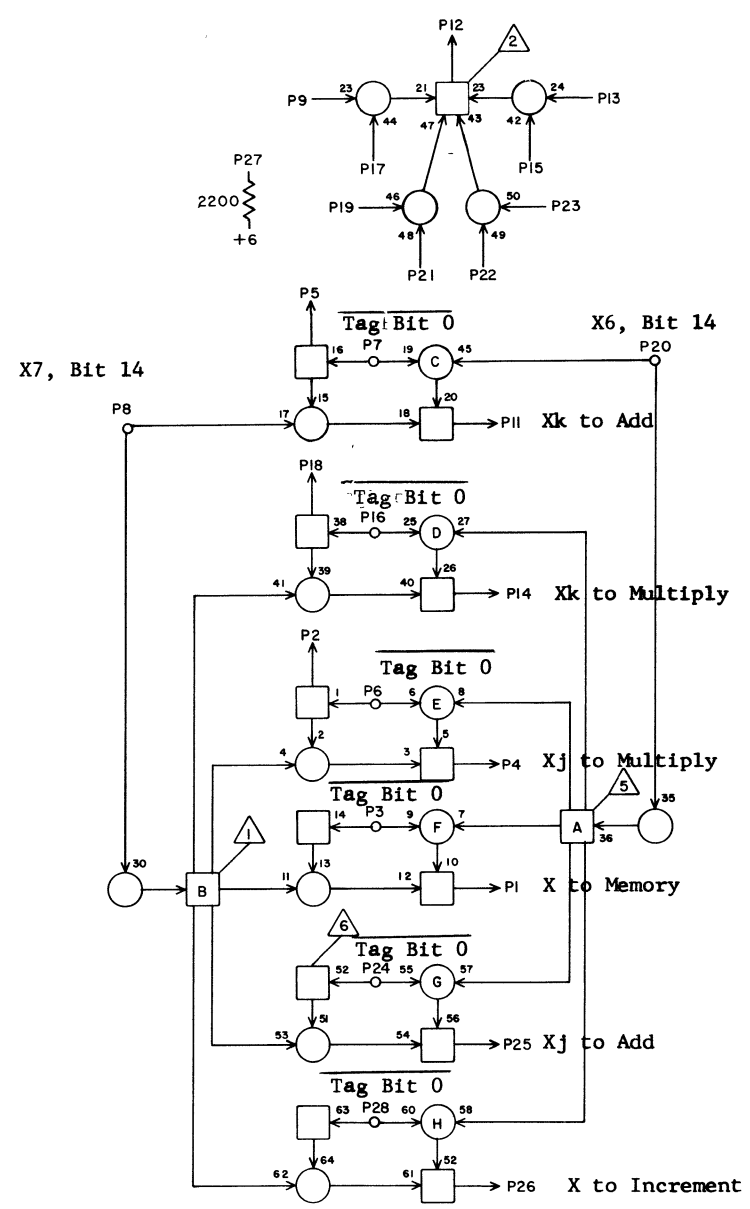 P12
2
P9 23 21 23 24 P13
44 47 43 42
P17 P15
P27
2200
+6
P19 46 50 P23
48 49
P21 P22
P5
Tag Bit 0
X6, Bit 14
P20
X7, Bit 14
16 P7 19 C 45
P8
15 20
17 18 P11 Xk to Add
P18
Tag Bit 0
38 P16 25 D 27
39 26
41 40 P14 Xk to Multiply
P2
Tag Bit 0
1 P6 6 E 8
2 5
4 3 P4 Xj to Multiply
Tag Bit 0
5
35
14 P3 9 F 7 A 36
1
30
13 10
B 11 12 P1 X to Memory
6
Tag Bit 0
52 P24 55 G 57
51 56
53 54 P25 Xj to Add
Tag Bit 0
63 P28 60 H 58
64 52
62 61 P26 X to Increment